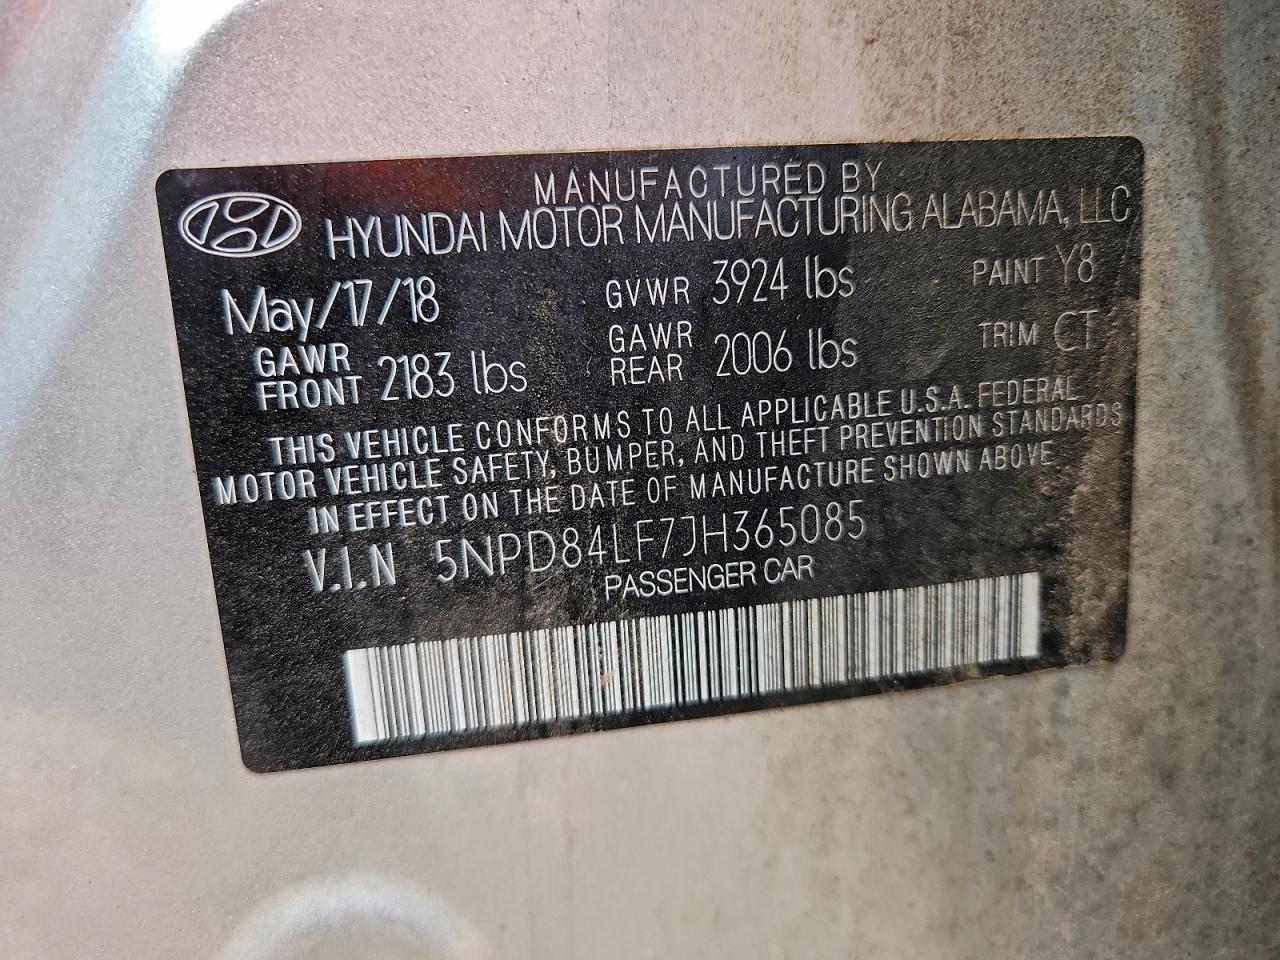 MANUFACTURED BY
HYUNDAI MOTOR MANUFACTURING ALABAMA, LLC
May/17/18 GVWR 3924 lbs PAINT Y8
GAWR FRONT 2183 lbs GAWR REAR 2006 lbs TRIM CT
THIS VEHICLE CONFORMS TO ALL APPLICABLE U.S.A. FEDERAL
MOTOR VEHICLE SAFETY, BUMPER, AND THEFT PREVENTION STANDARDS
IN EFFECT ON THE DATE OF MANUFACTURE SHOWN ABOVE
V.I.N 5NPD84LF7JH365085
PASSENGER CAR